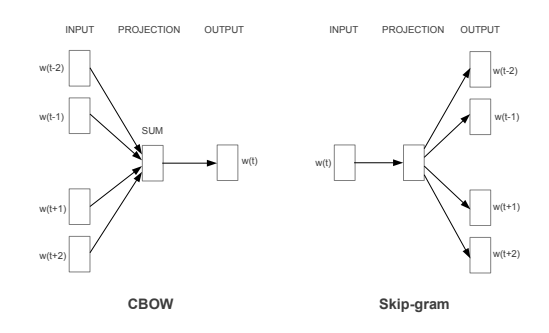 INPUT PROJECTION OUTPUT
w(t-2)
w(t-1)
SUM
w(t)
w(t+1)
w(t+2)
CBOW
INPUT PROJECTION OUTPUT
w(t-2)
w(t-1)
w(t)
w(t+1)
w(t+2)
Skip-gram